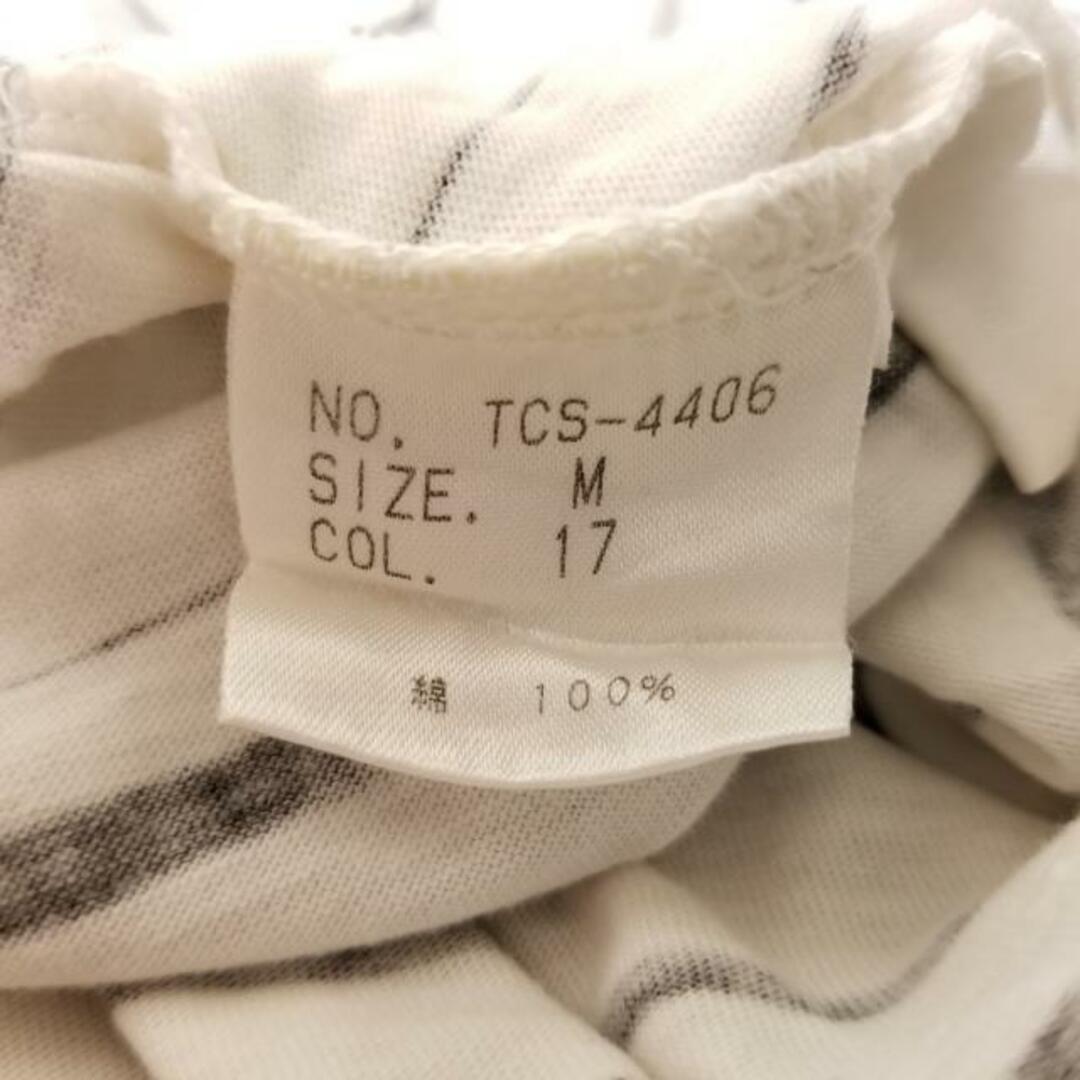 NO. TCS-4406
SIZE. M
COL. 17
綿 100%